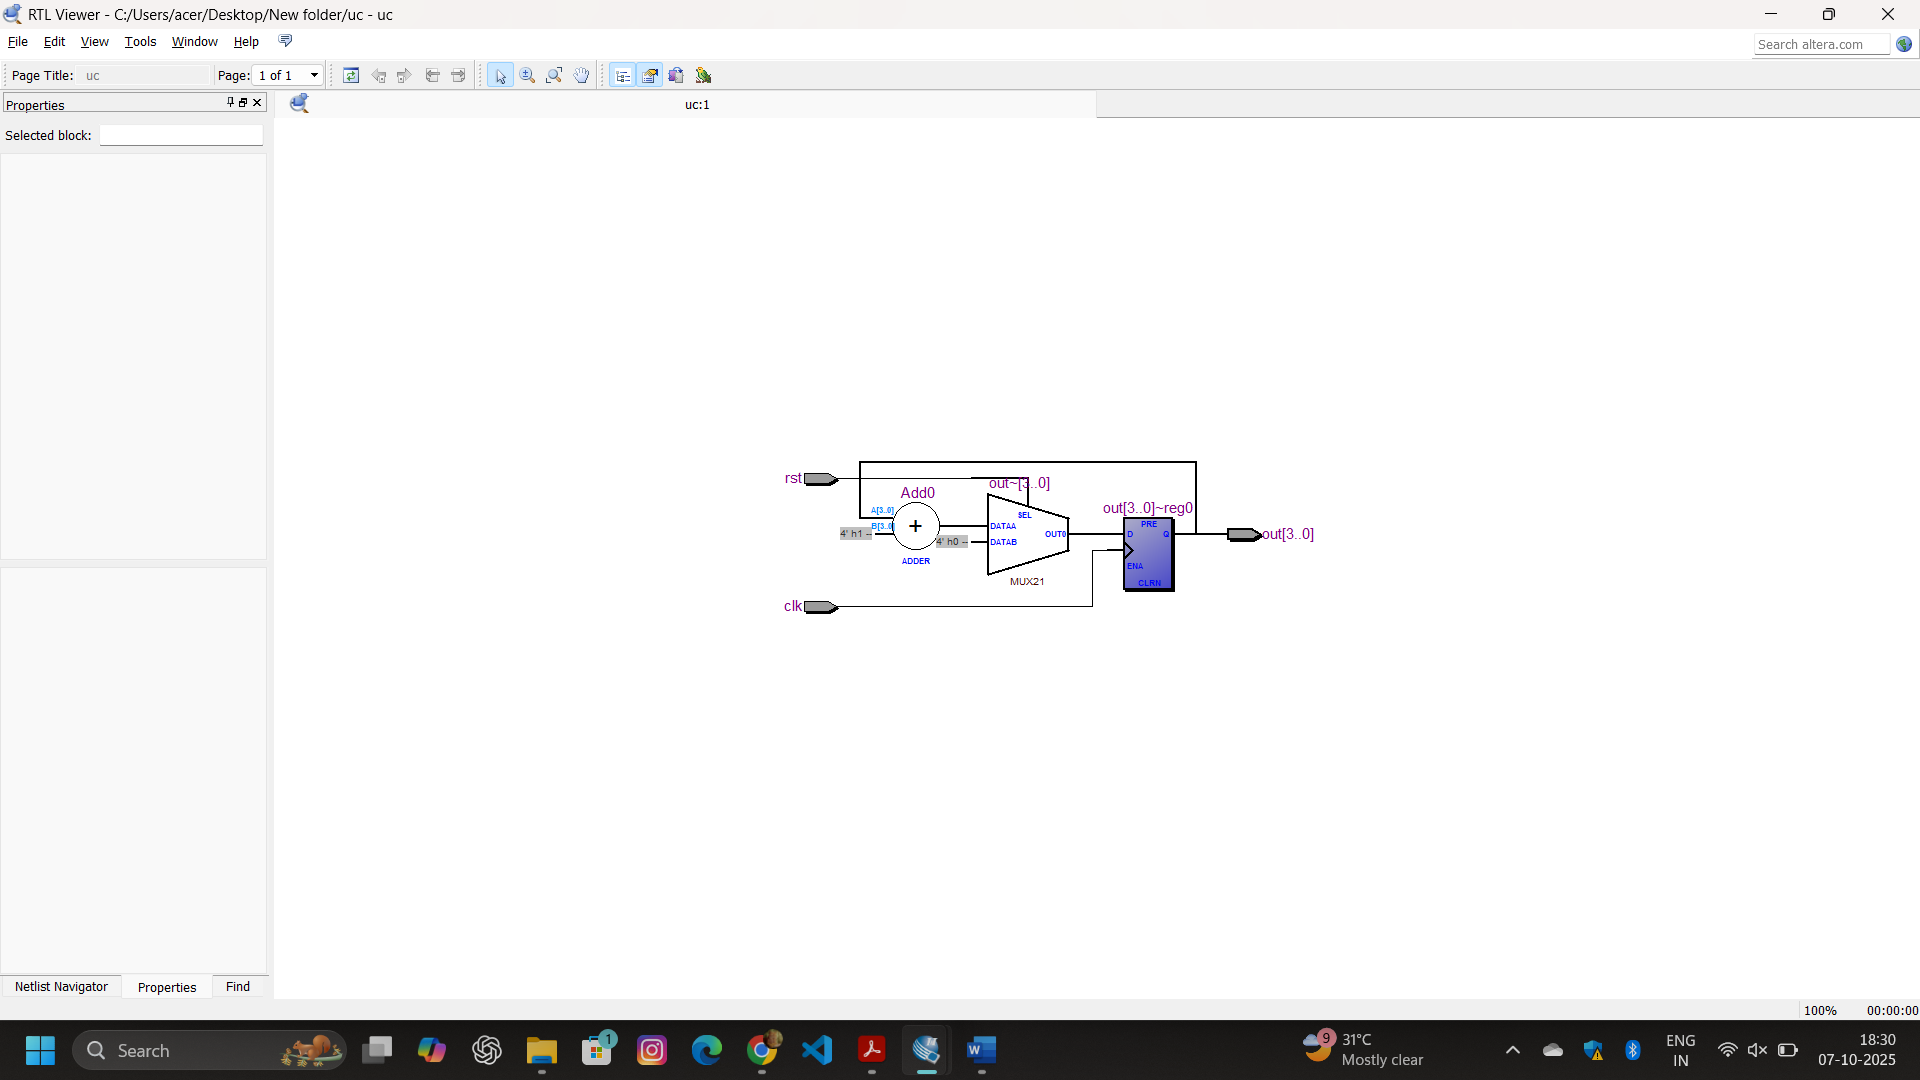 RTL Viewer - C:/Users/acer/Desktop/New folder/uc - uc
File Edit View Tools Window Help
Search altera.com
Page Title: uc Page: 1 of 1
Properties
uc:1
Selected block:
rst
Add0
out~[3..0]
A[3..0]
B[3..0]
4' h1
+
ADDER
4' h0
SEL
DATAA
DATAB
OUT0
MUX21
out[3..0]~reg0
PRE
D
Q
ENA
CLRN
out[3..0]
clk
Netlist Navigator Properties Find
100% 00:00:00
Search
1
9
31°C
Mostly clear
ENG
IN
18:30
07-10-2025